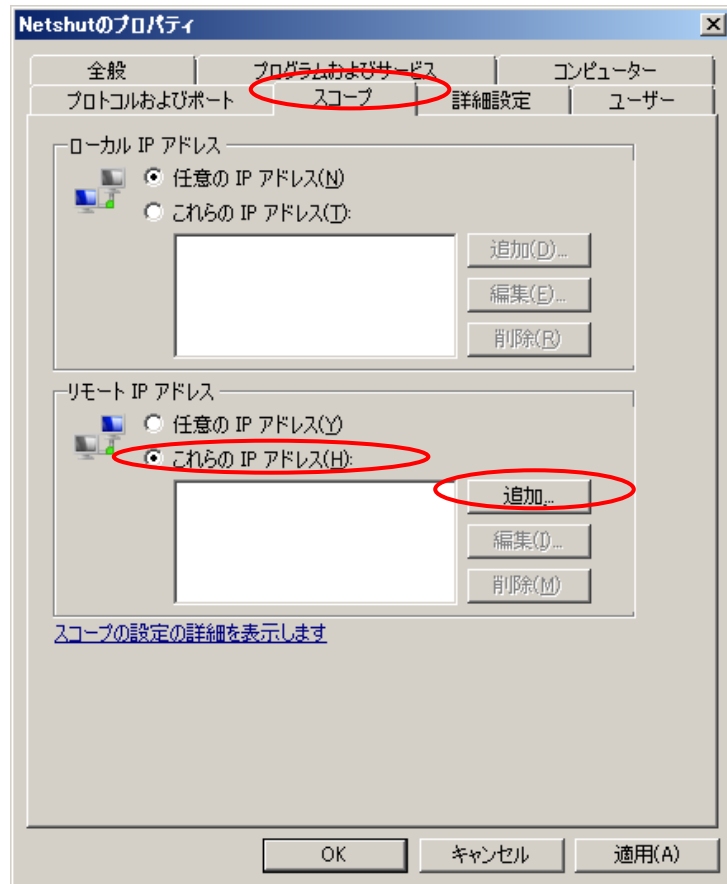 Netshutのプロパティ
全般 プログラムおよびサービス コンピューター
プロトコルおよびポート スコープ 詳細設定 ユーザー
ローカル IP アドレス
任意の IP アドレス(N)
これらの IP アドレス(T):
追加(D)...
編集(E)...
削除(R)
リモート IP アドレス
任意の IP アドレス(Y)
これらの IP アドレス(H):
追加...
編集(I)...
削除(M)
スコープの設定の詳細を表示します
OK キャンセル 適用(A)